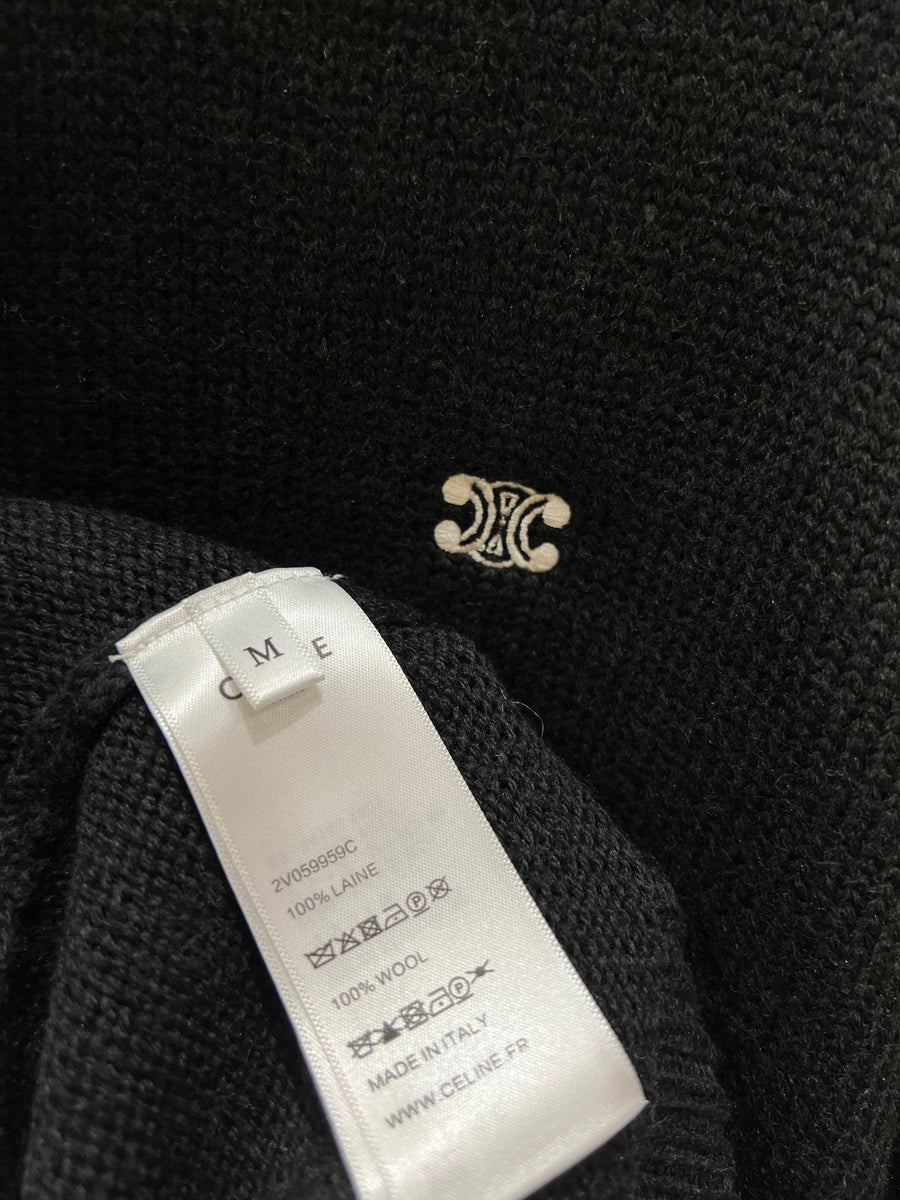 M
C E
2V059959C
100% LAINE
100% WOOL
MADE IN ITALY
WWW.CELINE.FR